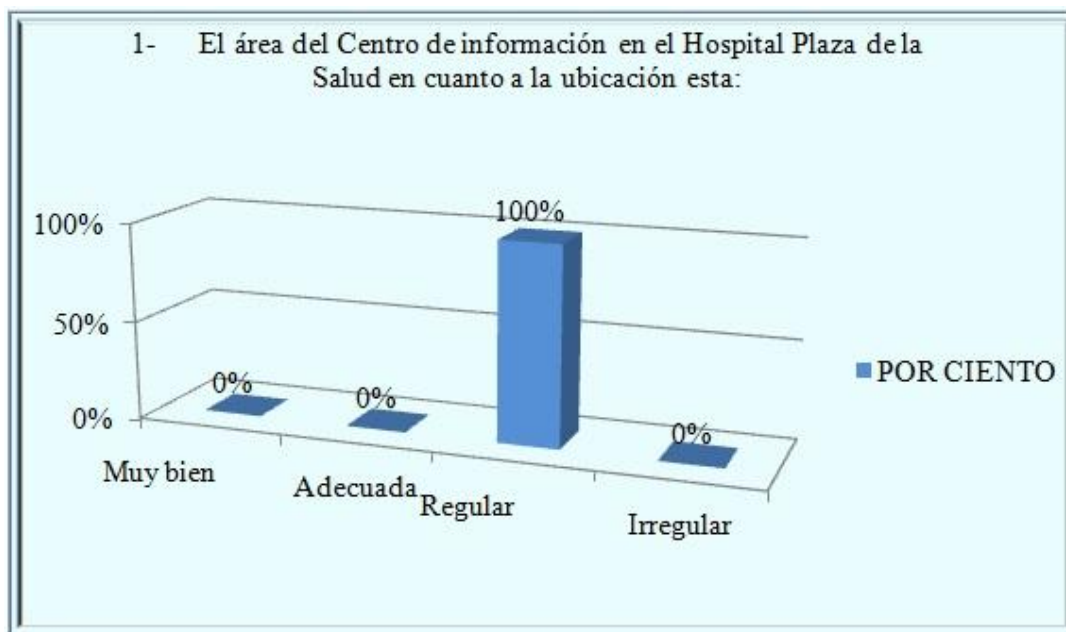 1- El área del Centro de información en el Hospital Plaza de la
Salud en cuanto a la ubicación esta:
100%
50%
0%
0%
0%
100%
0%
Muy bien
Adecuada
Regular
Irregular
POR CIENTO